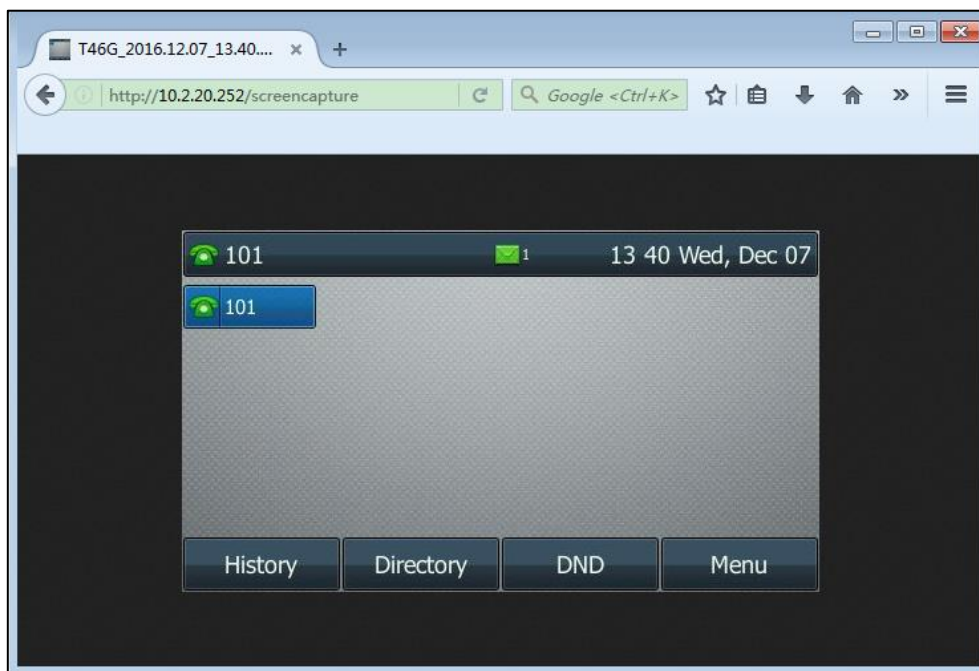 T46G_2016.12.07_13.40....
http://10.2.20.252/screencapture
Google <Ctrl+K>
101 1 13 40 Wed, Dec 07
101
History Directory DND Menu